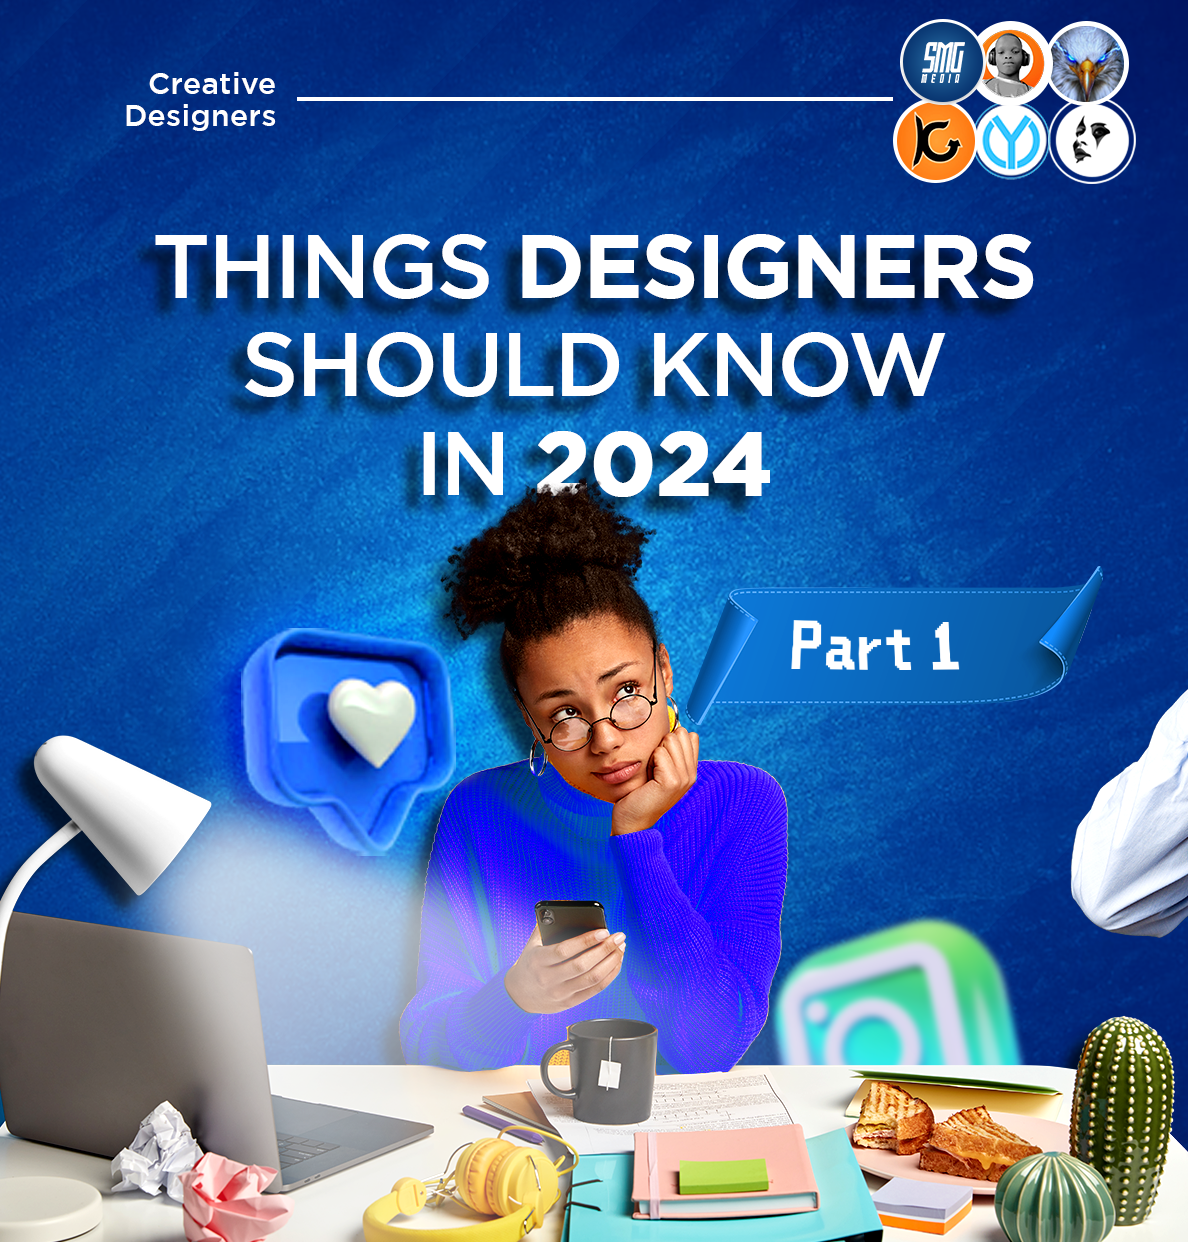 Creative
Designers
SMG
MEDIA
THINGS DESIGNERS
SHOULD KNOW
IN 2024
Part 1